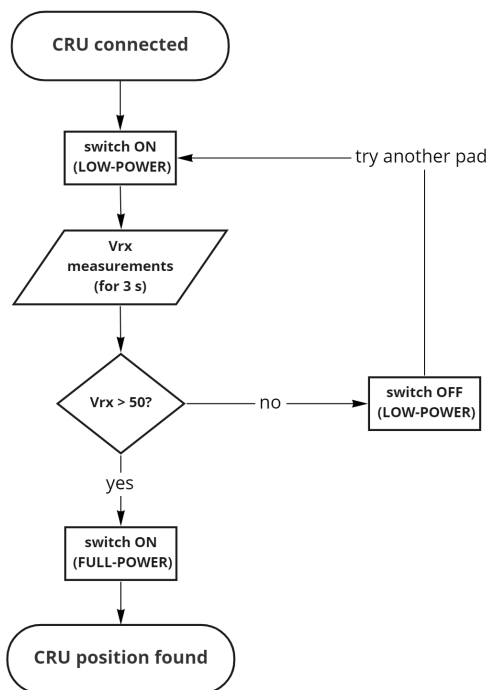 CRU connected
switch ON
(LOW-POWER)
try another pad
Vrx
measurements
(for 3 s)
Vrx > 50?
no
switch OFF
(LOW-POWER)
yes
switch ON
(FULL-POWER)
CRU position found